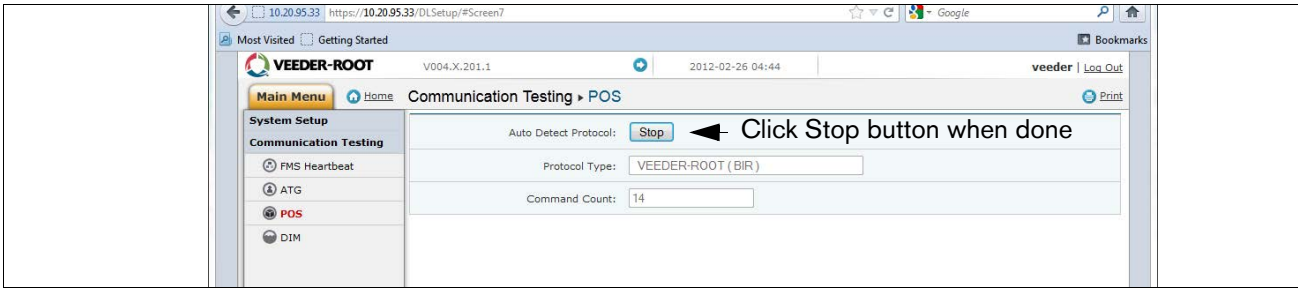 10.20.95.33 https://10.20.95.33/DLSetup/#Screen7 Google
Most Visited Getting Started Bookmarks
VEEDER-ROOT V004.X.201.1 2012-02-26 04:44 veeder | Log Out
Main Menu Home Communication Testing ▸ POS Print
System Setup
Auto Detect Protocol: Stop Click Stop button when done
Communication Testing
FMS Heartbeat
Protocol Type: VEEDER-ROOT ( BIR )
ATG
Command Count: 14
POS
DIM